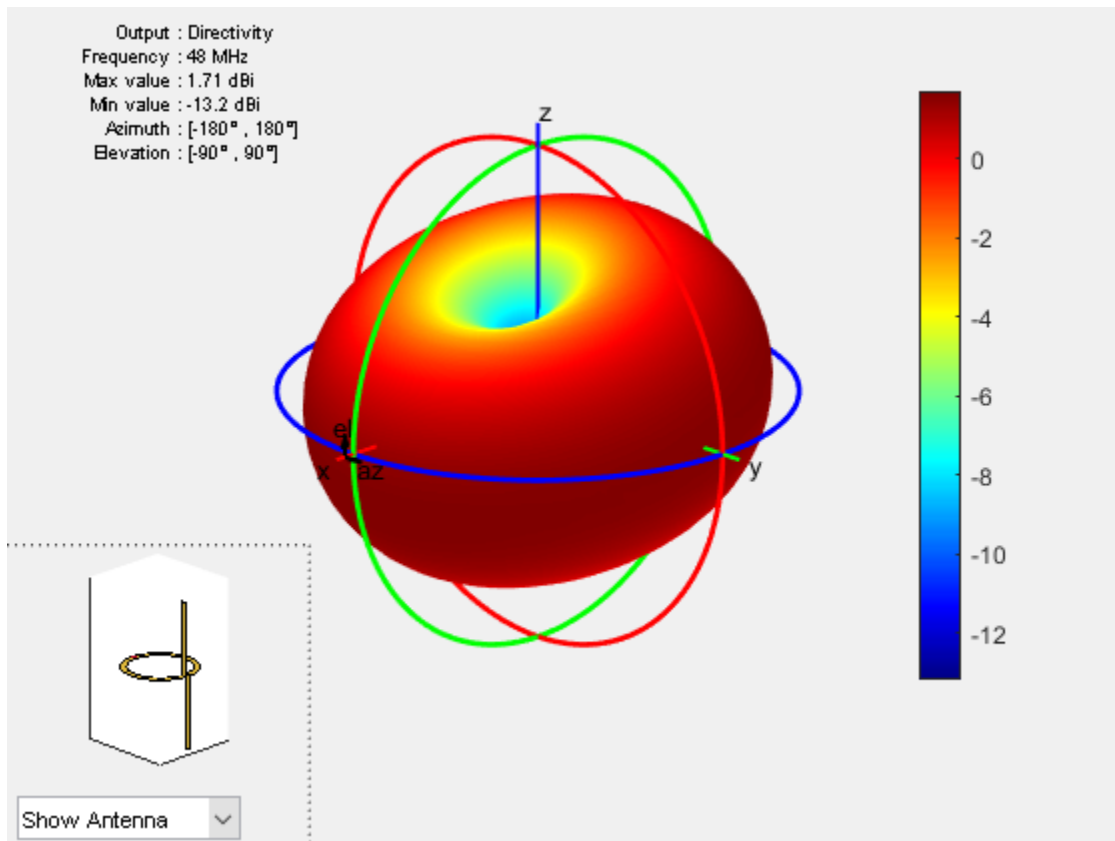 Output : Directivity
Frequency : 48 MHz
Max value : 1.71 dBi
Min value : -13.2 dBi
Azimuth : [-180° , 180°]
Elevation : [-90° , 90°]
z
0
-2
-4
-6
-8
-10
-12
el
x
az
y
Show Antenna